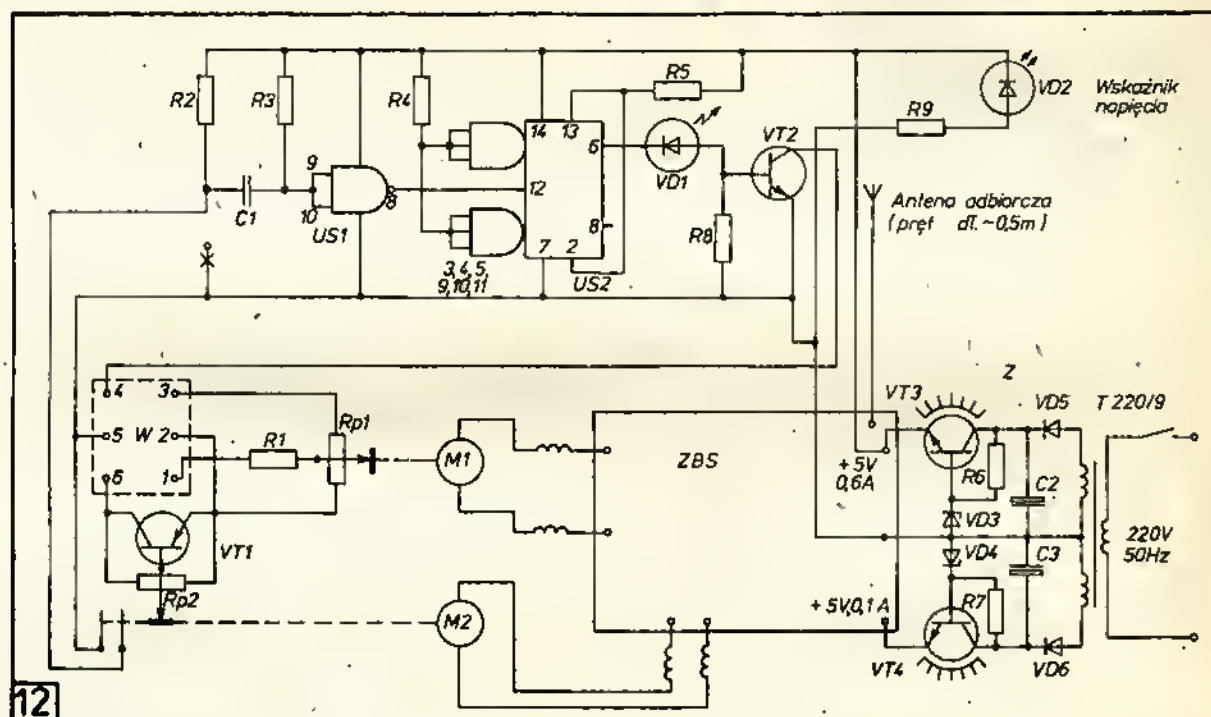 R2
R3
R4
R5
R9
VD2
Wskaźnik
napięcia
C1
9
10
8
US1
14
13
6
12
8
7
2
US2
3,4,5,
9,10,11
VD1
VT2
R8
Antena odbiorcza
(pręt dł. ~0,5m)
4
3
5
W
2
6
1
R1
Rp1
VT1
Rp2
M1
M2
ZBS
+5V
0,6A
+5V,0,1A
VT3
Z
VD5
T 220/9
R6
C2
VD3
VD4
C3
R7
220V
50Hz
VT4
VD6
12